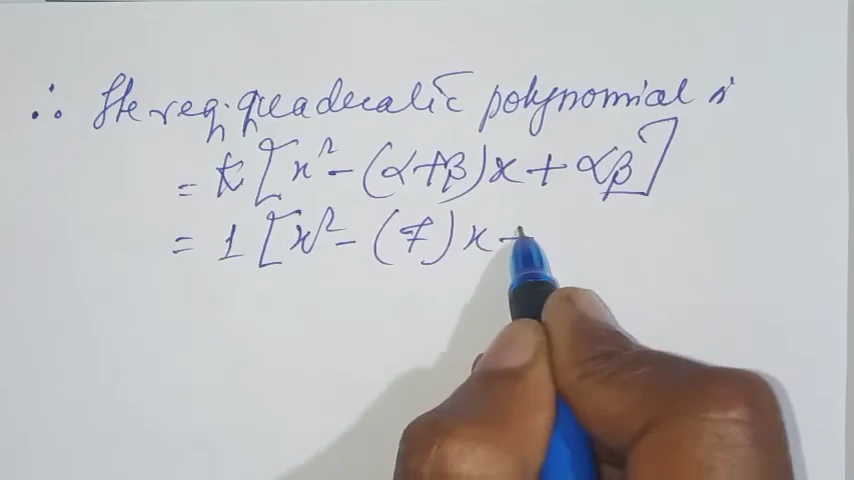 ∴ The req. quadratic polynomial is
= k [x² - (α+β)x + αβ]
= 1 [x² - (7)x +